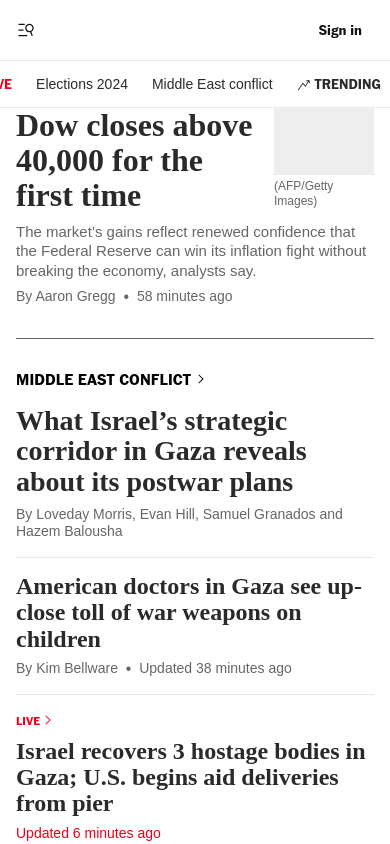 Sign in
VE Elections 2024 Middle East conflict TRENDING
Dow closes above
40,000 for the
first time
(AFP/Getty
Images)
The market's gains reflect renewed confidence that
the Federal Reserve can win its inflation fight without
breaking the economy, analysts say.
By Aaron Gregg • 58 minutes ago
MIDDLE EAST CONFLICT
What Israel’s strategic
corridor in Gaza reveals
about its postwar plans
By Loveday Morris, Evan Hill, Samuel Granados and
Hazem Balousha
American doctors in Gaza see up-
close toll of war weapons on
children
By Kim Bellware • Updated 38 minutes ago
LIVE
Israel recovers 3 hostage bodies in
Gaza; U.S. begins aid deliveries
from pier
Updated 6 minutes ago